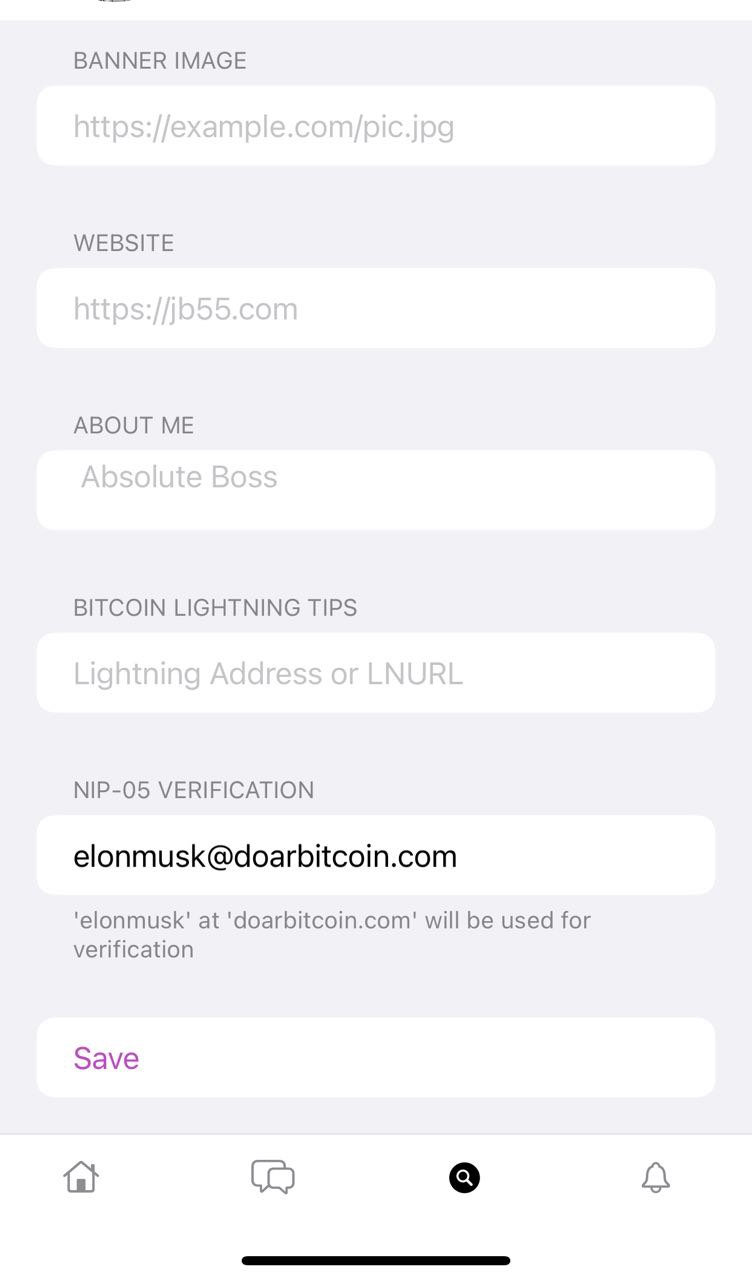 BANNER IMAGE
https://example.com/pic.jpg
WEBSITE
https://jb55.com
ABOUT ME
Absolute Boss
BITCOIN LIGHTNING TIPS
Lightning Address or LNURL
NIP-05 VERIFICATION
elonmusk@doarbitcoin.com
'elonmusk' at 'doarbitcoin.com' will be used for
verification
Save